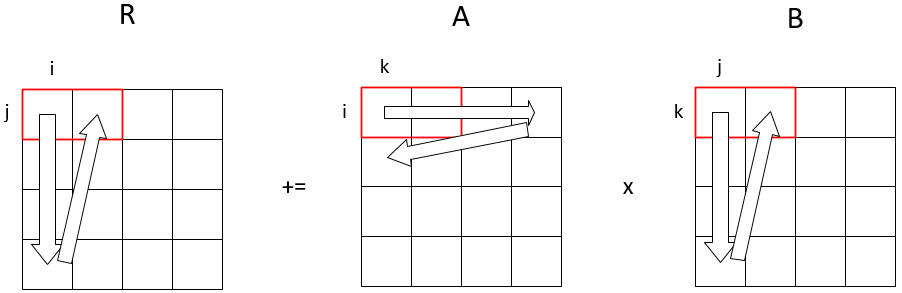 R A B
i k j
j i k
+= x